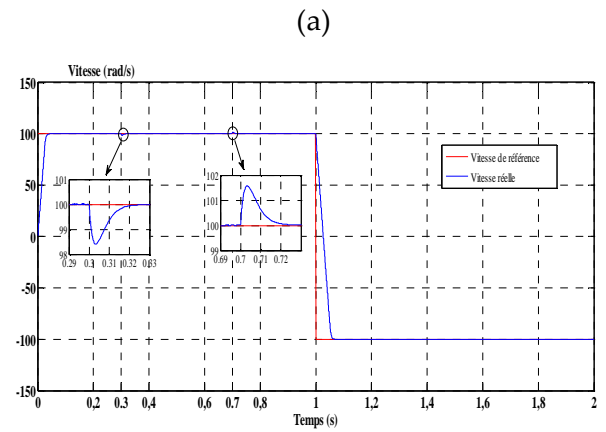 (a)
Vitesse (rad/s)
150
100
50
0
-50
-100
-150
Vitesse de référence
Vitesse réelle
101
100
99
98
0.29 0.3 0.31 0.32 0.33
102
101
100
99
0.69 0.7 0.71 0.72
0 0,2 0.3 0,4 0,6 0.7 0,8 1 1,2 1,4 1,6 1,8 2
Temps (s)